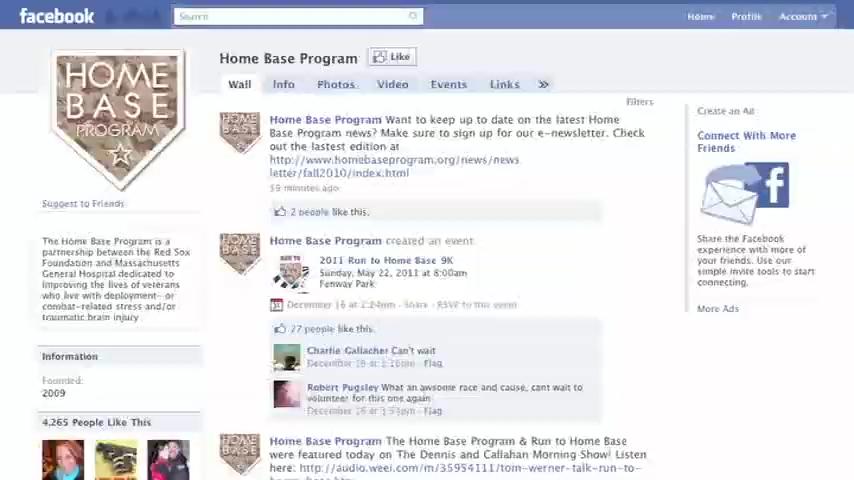 facebook
Search
Home Profile Account
HOME
BASE
PROGRAM
Home Base Program Like
Wall Info Photos Video Events Links »
Filters
Suggest to Friends
The Home Base Program is a
partnership between the Red Sox
Foundation and Massachusetts
General Hospital dedicated to
improving the lives of veterans
who live with deployment- or
combat-related stress and/or
traumatic brain injury
Information
Founded:
2009
4,265 People Like This
HOME
BASE
Home Base Program Want to keep up to date on the latest Home
Base Program news? Make sure to sign up for our e-newsletter. Check
out the lastest edition at
http://www.homebaseprogram.org/news/news
letter/fall2010/index.html
59 minutes ago
2 people like this.
HOME
BASE
Home Base Program created an event.
2011 Run to Home Base 9K
Sunday, May 22, 2011 at 8:00am
Fenway Park
December 16 at 2:24pm · Share · RSVP to this event
27 people like this.
Charlie Gallacher Can't wait
December 16 at · Flag
Robert Pugsley What an awsome race and cause, cant wait to
volunteer for this one again
December 16 at · Flag
HOME
BASE
Home Base Program The Home Base Program & Run to Home Base
were featured today on The Dennis and Callahan Morning Show! Listen
here: http://audio.weei.com/m/35954111/tom-werner-talk-run-to-
Create an Ad
Connect With More
Friends
f
Share the Facebook
experience with more of
your friends. Use our
simple invite tools to start
connecting.
More Ads